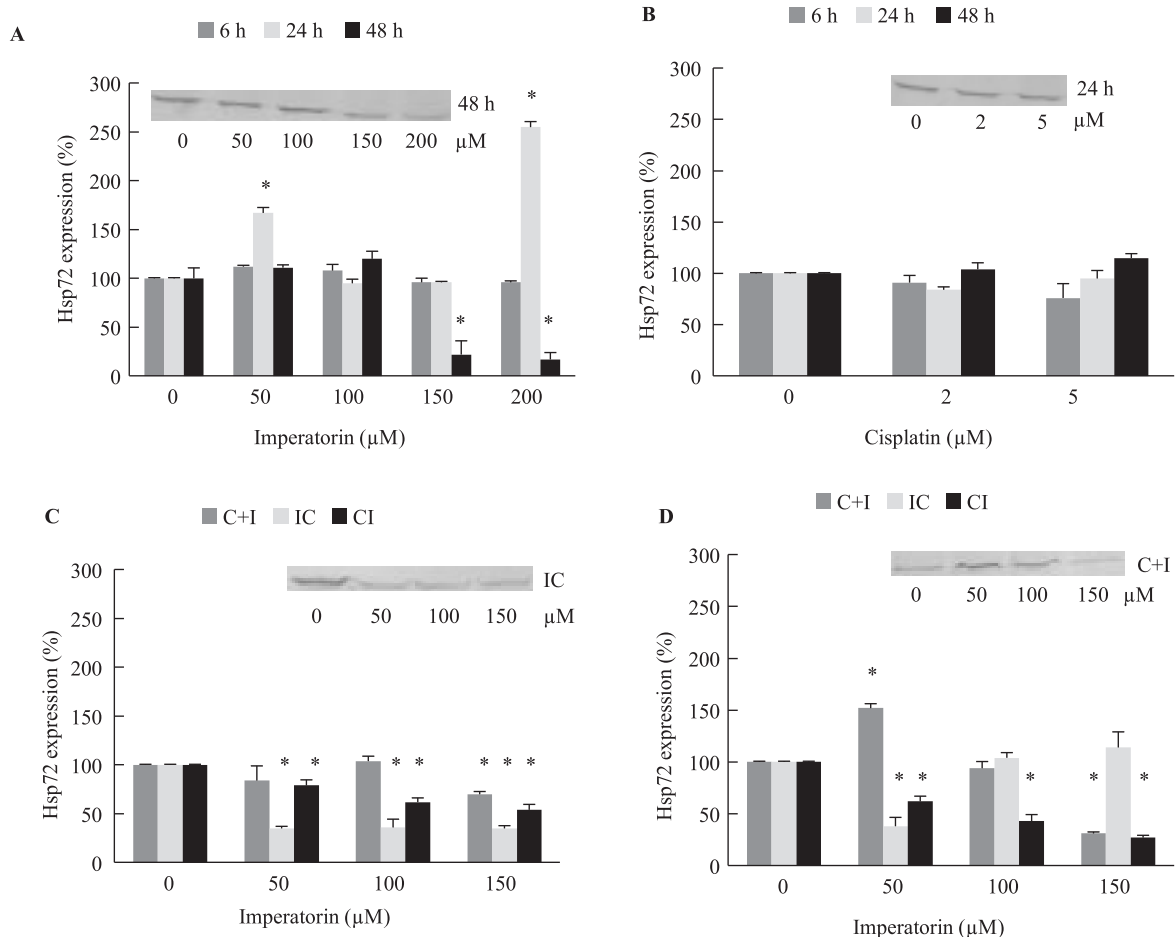 A
6 h 24 h 48 h
300
250
200
150
100
50
0
Hsp72 expression (%)
48 h
0 50 100 150 200 µM
*
*
*
*
0 50 100 150 200
Imperatorin (µM)
B
6 h 24 h 48 h
300
250
200
150
100
50
0
Hsp72 expression (%)
24 h
0 2 5 µM
0 2 5
Cisplatin (µM)
C
C+I IC CI
300
250
200
150
100
50
0
Hsp72 expression (%)
IC
0 50 100 150 µM
* * * * * * *
0 50 100 150
Imperatorin (µM)
D
C+I IC CI
300
250
200
150
100
50
0
Hsp72 expression (%)
C+I
0 50 100 150 µM
*
* * * * *
0 50 100 150
Imperatorin (µM)